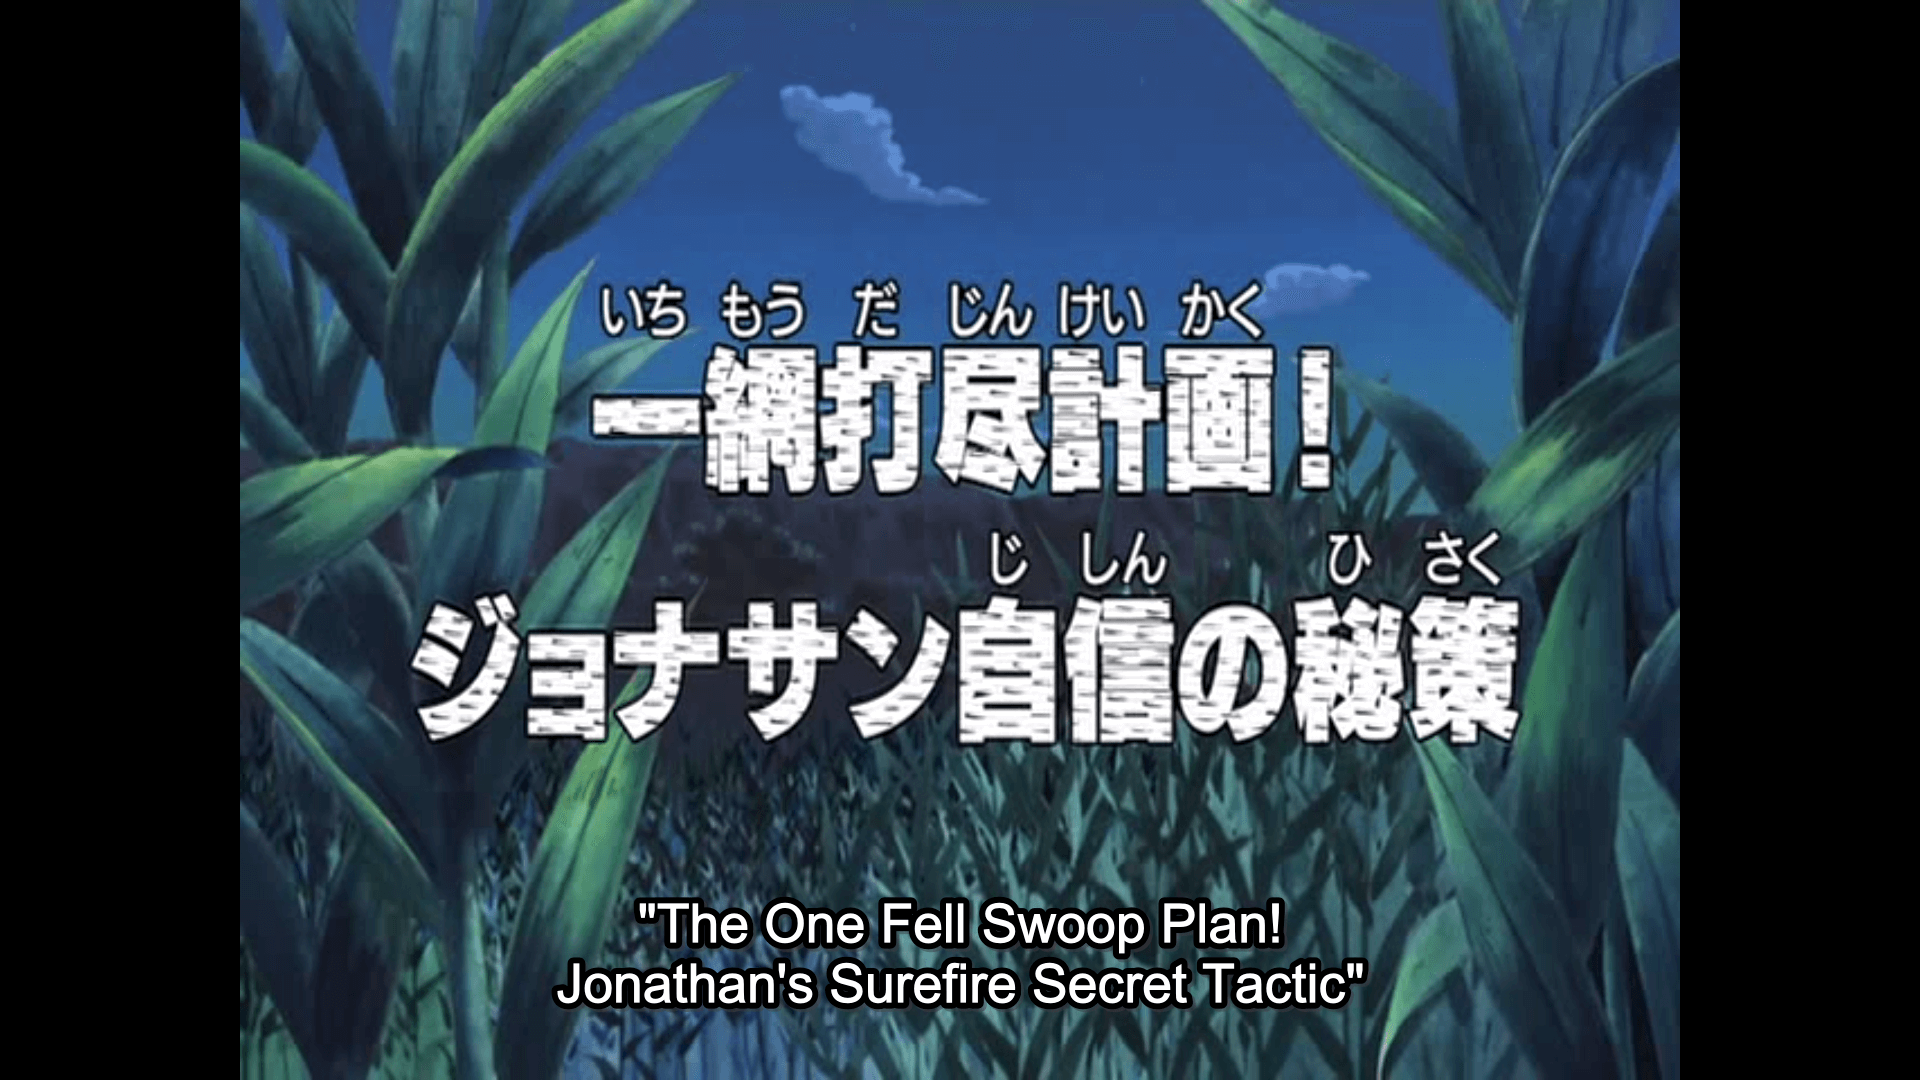 いち もう だ じん けい かく
一網打尽計画!
じ しん ひ さく
ジョナサン自信の秘策
"The One Fell Swoop Plan!
Jonathan's Surefire Secret Tactic"